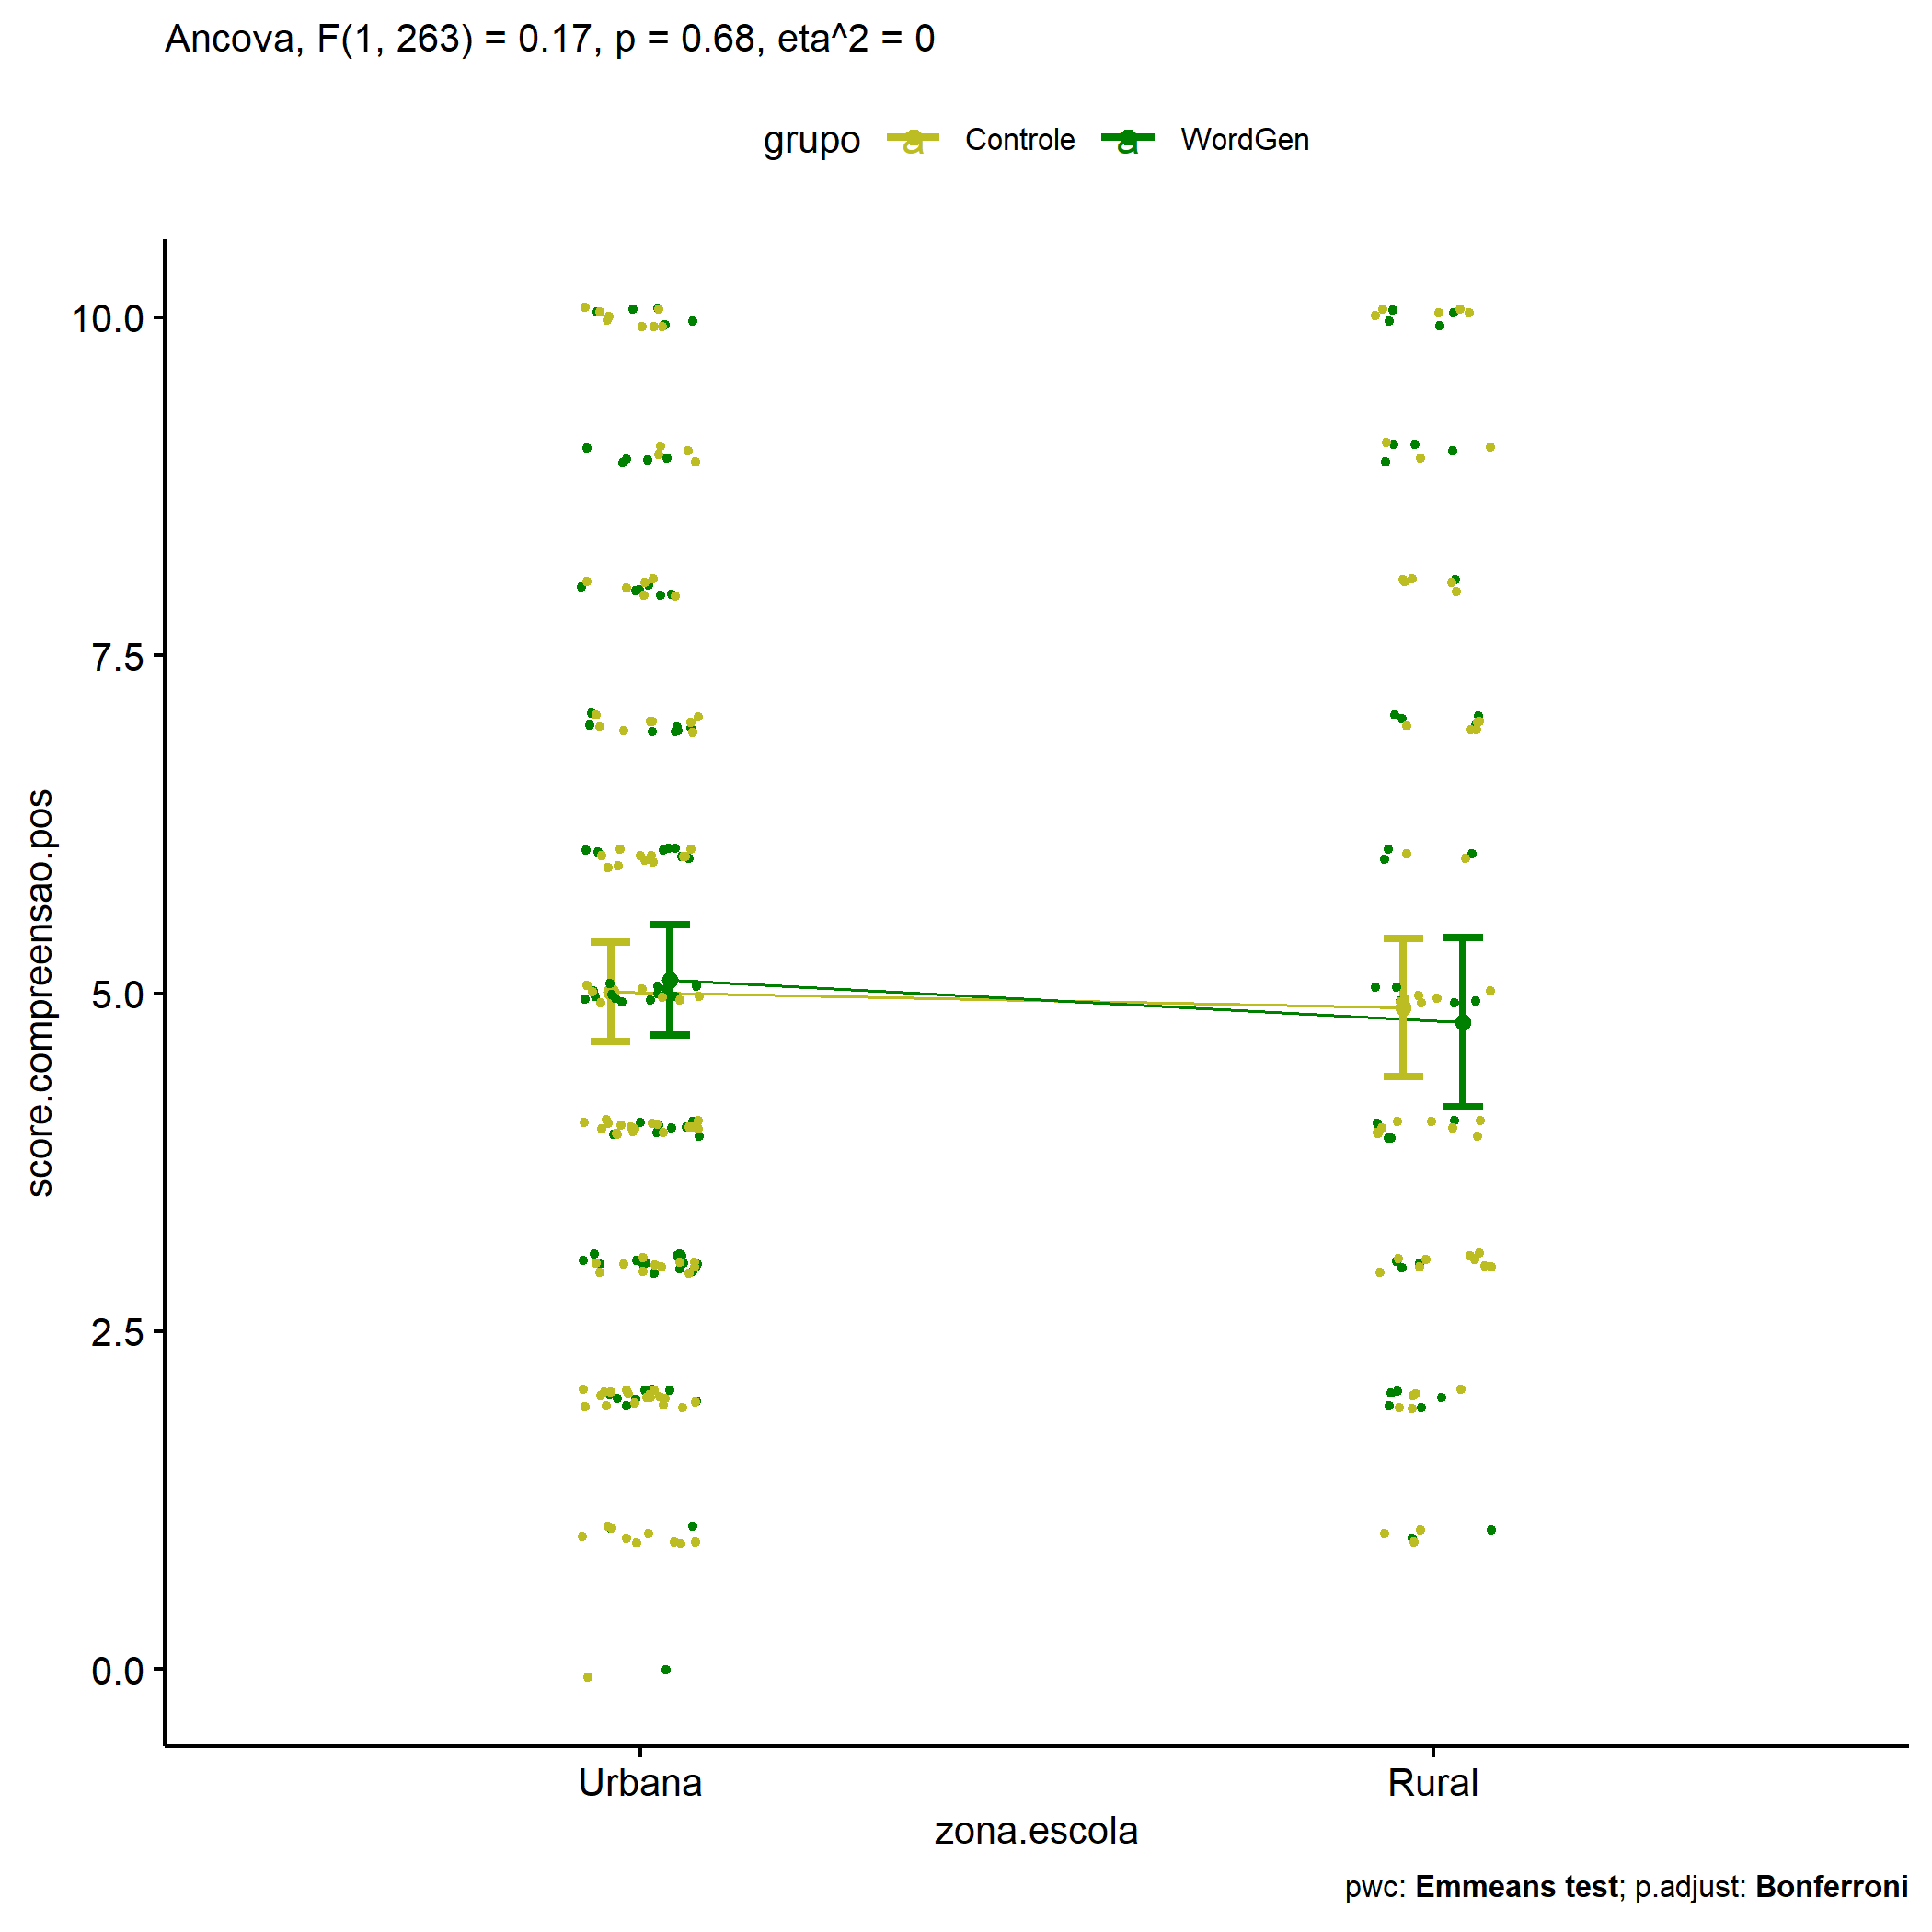 Ancova, F(1, 263) = 0.17, p = 0.68, eta^2 = 0
grupo a Controle a WordGen
10.0
7.5
5.0
2.5
0.0
score.compreensao.pos
Urbana Rural
zona.escola
pwc: Emmeans test; p.adjust: Bonferroni